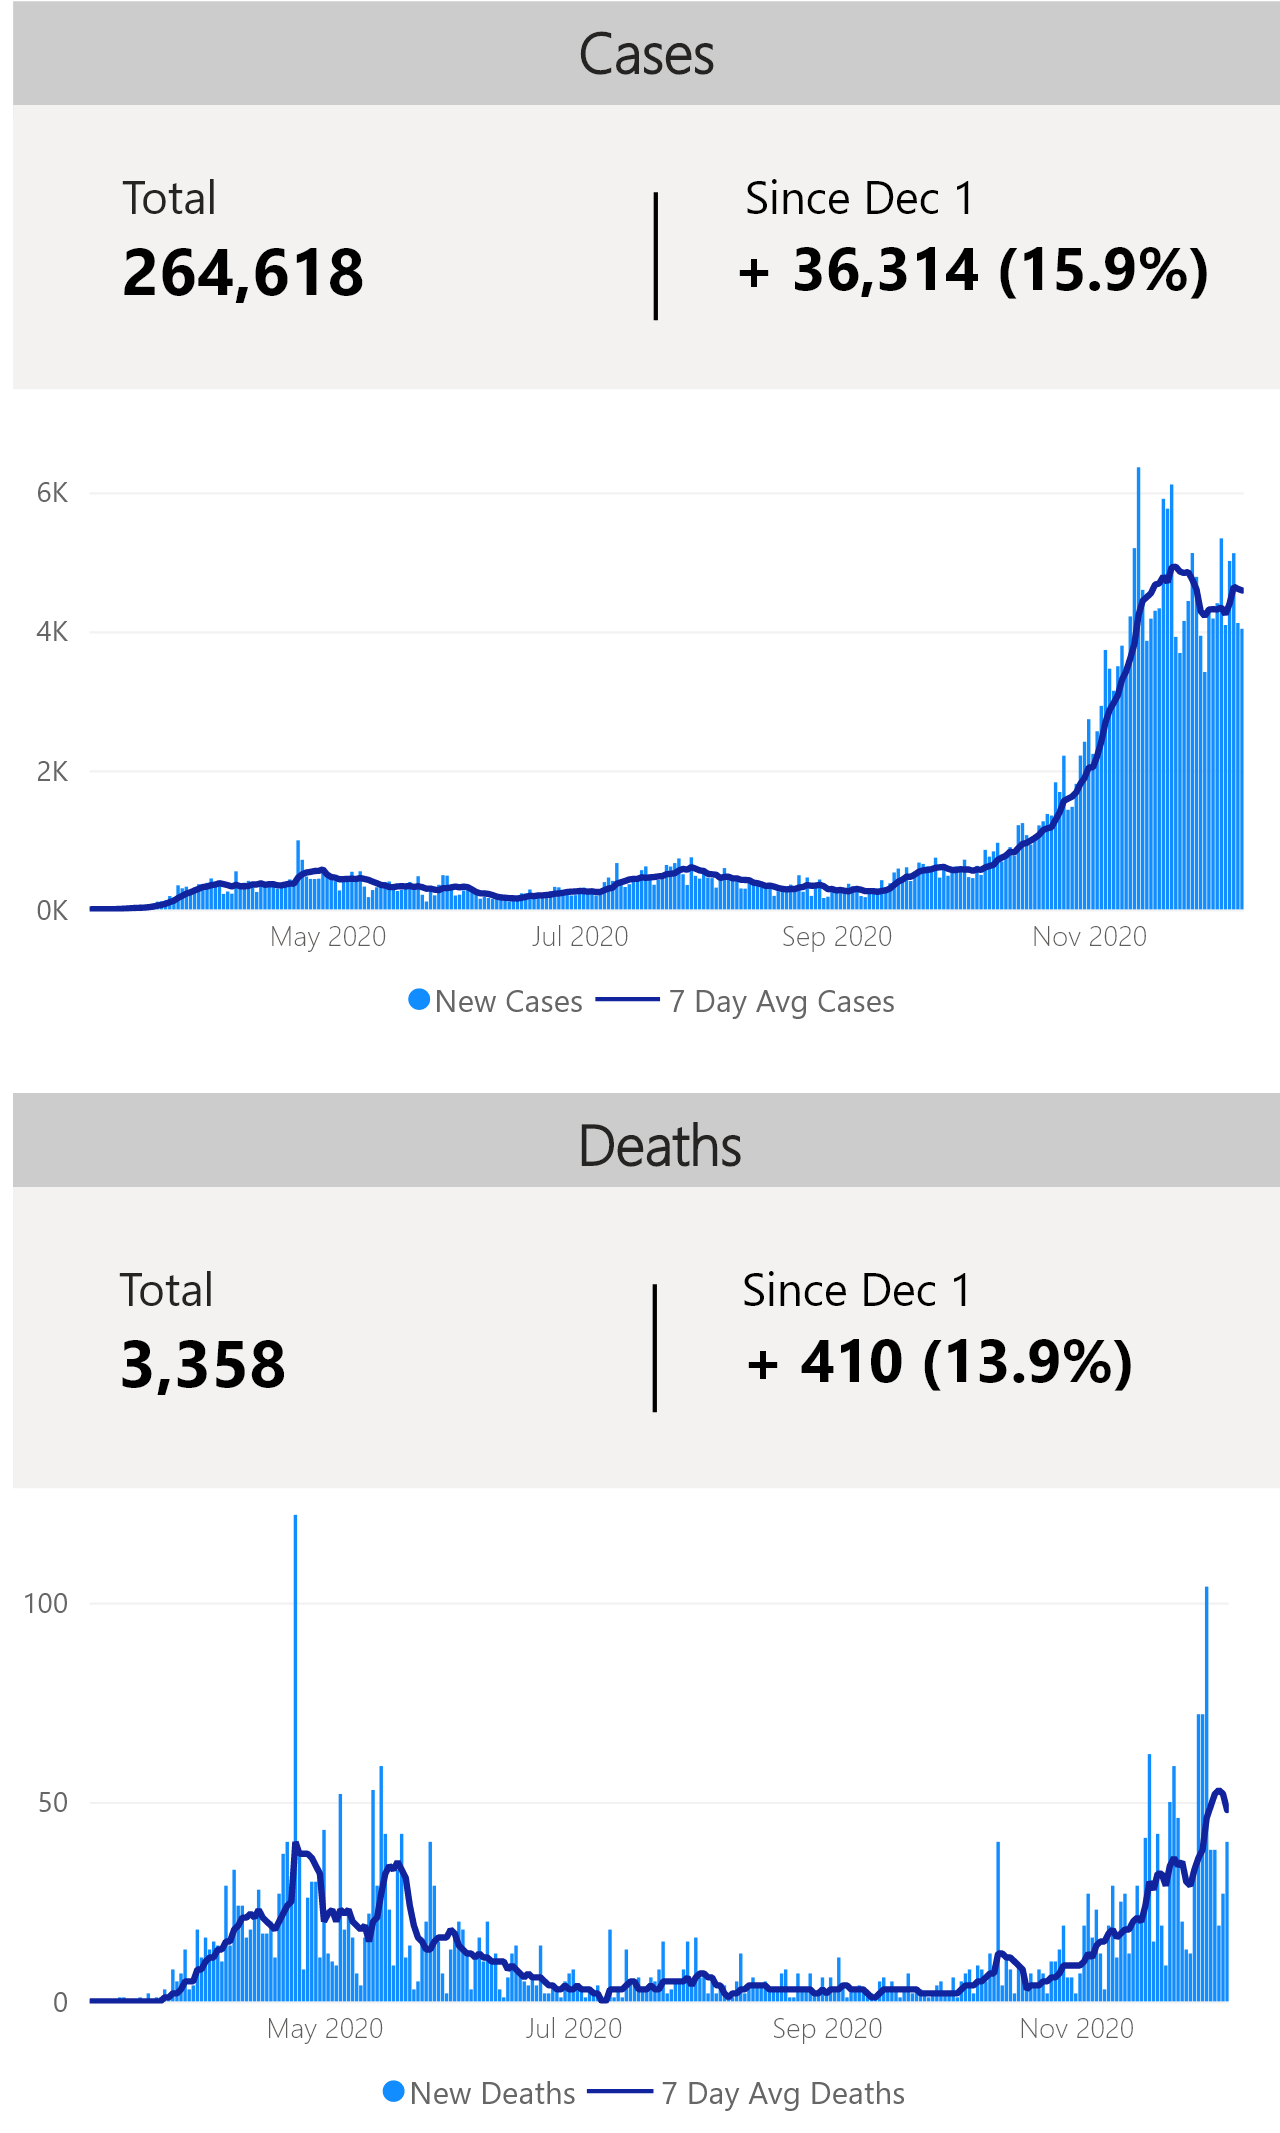 Cases
Total
Since Dec 1
264,618
+ 36,314 (15.9%)
6K
4K
2K
0K
May 2020
Jul 2020
Sep 2020
Nov 2020
New Cases
7 Day Avg Cases
Deaths
Total
Since Dec 1
3,358
+ 410 (13.9%)
100
50
0
May 2020
Jul 2020
Sep 2020
Nov 2020
New Deaths
7 Day Avg Deaths